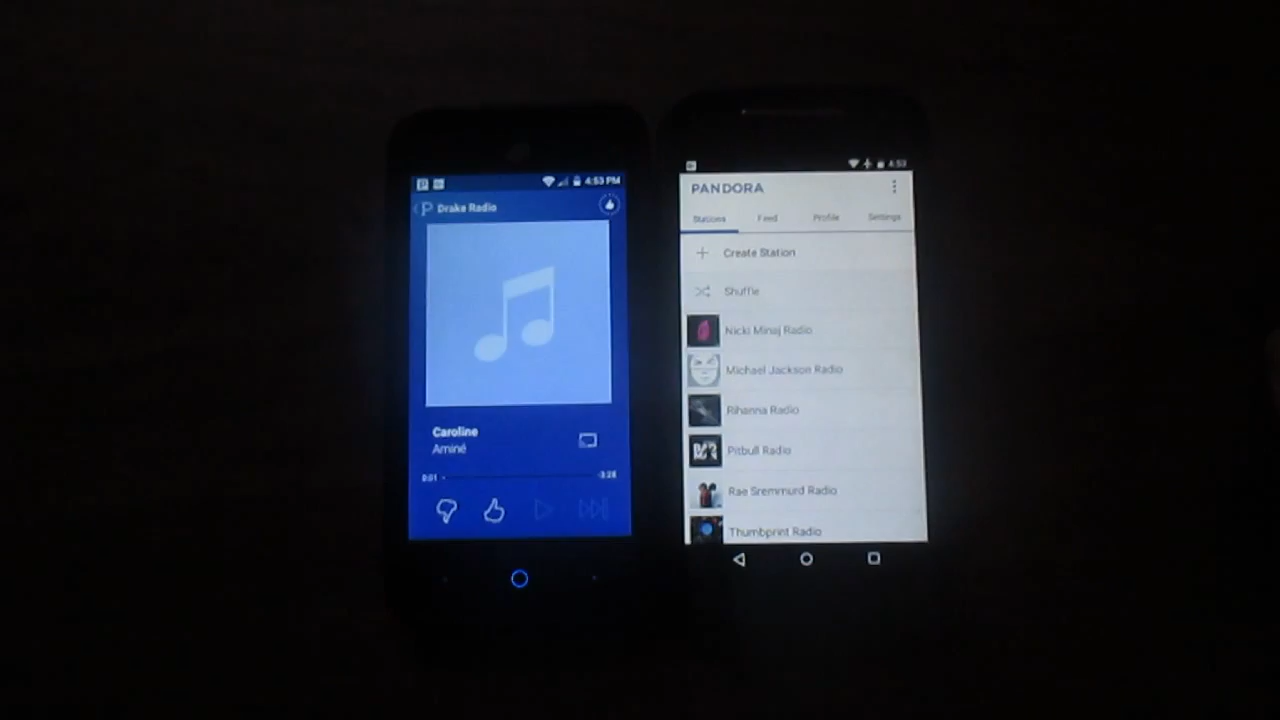 4:53 PM
Drake Radio
Caroline
Aminé
0:01
-3:28
4:53
PANDORA
Stations Feed Profile Settings
Create Station
Shuffle
Nicki Minaj Radio
Michael Jackson Radio
Rihanna Radio
Pitbull Radio
Rae Sremmurd Radio
Thumbprint Radio